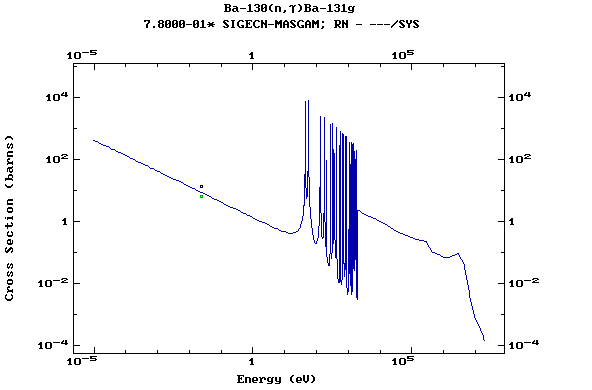 Ba-130(n,γ)Ba-131g
7.8000-01* SIGECN-MASGAM; RN - ---/SYS
10⁻⁵ 1 10⁵
10⁴ 10⁴
10² 10²
1 1
10⁻² 10⁻²
10⁻⁴ 10⁻⁴
10⁻⁵ 1 10⁵
Cross Section (barns)
Energy (eV)